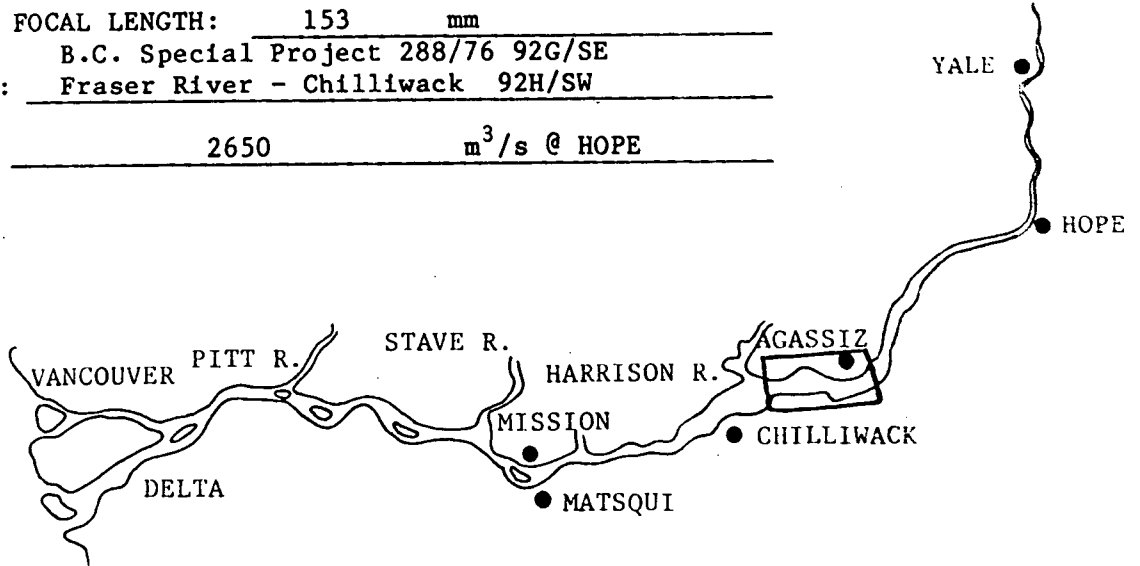 FOCAL LENGTH: 153 mm
B.C. Special Project 288/76 92G/SE
: Fraser River - Chilliwack 92H/SW
2650 m³/s @ HOPE
YALE
HOPE
AGASSIZ
STAVE R.
PITT R.
HARRISON R.
VANCOUVER
MISSION
CHILLIWACK
DELTA
MATSQUI